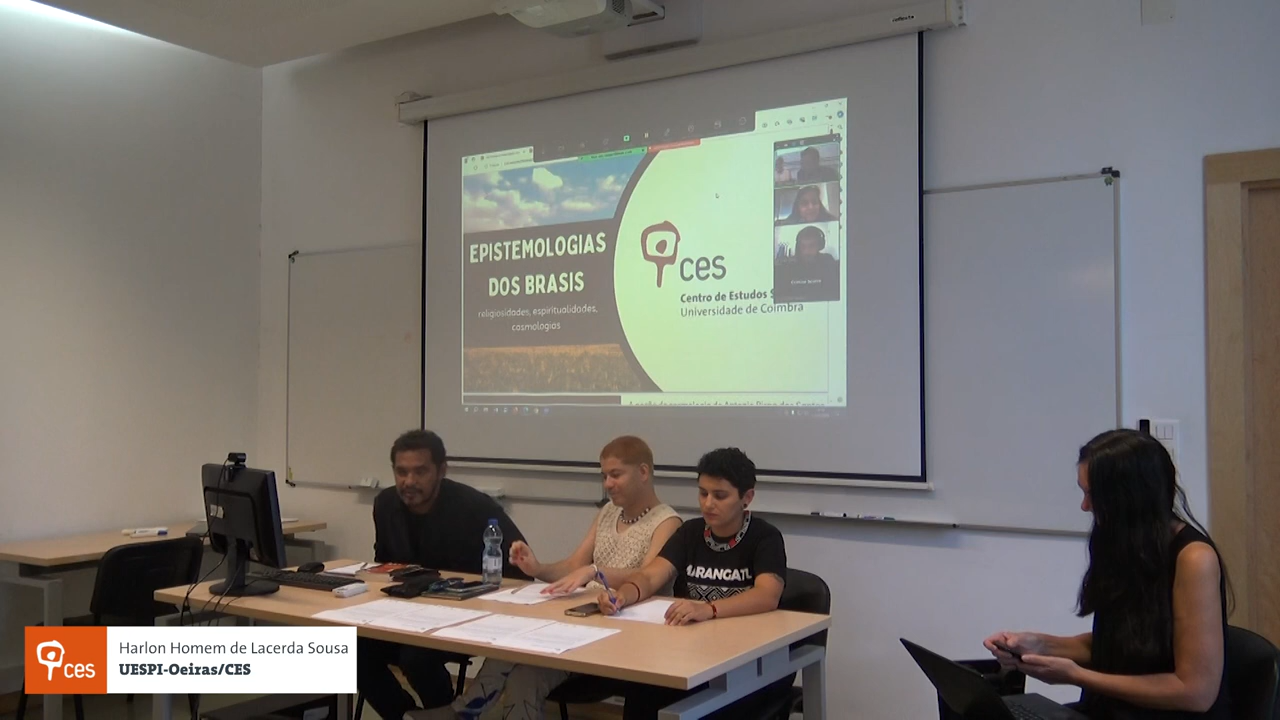 EPISTEMOLOGIAS
DOS BRASIS
religiosidades, espiritualidades,
cosmologias
ces
Centro de Estudos S
Universidade de Coimbra
ARANGATU
ces
Harlon Homem de Lacerda Sousa
UESPI-Oeiras/CES